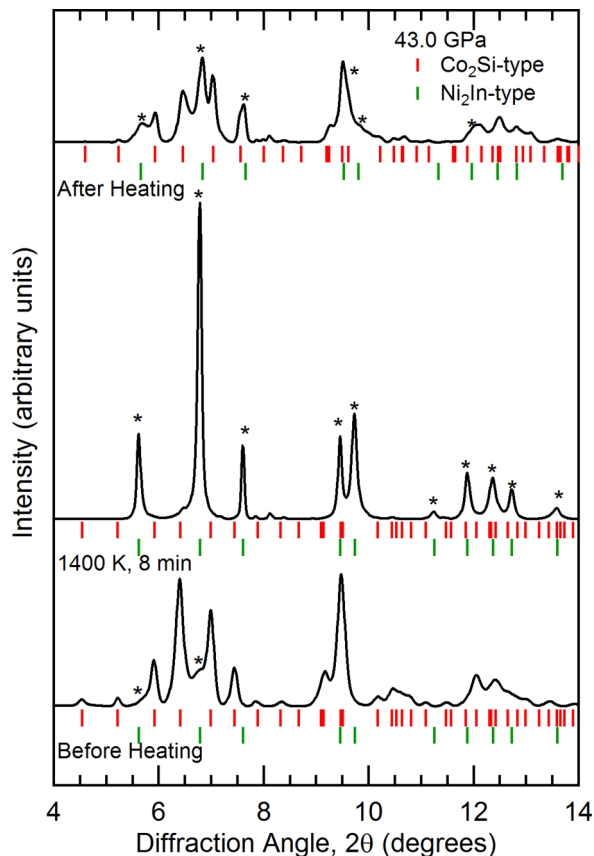 43.0 GPa
Co₂Si-type
Ni₂In-type
* * * * * *
After Heating
* * * * * * * * * *
1400 K, 8 min
* *
Before Heating
Intensity (arbitrary units)
4 6 8 10 12 14
Diffraction Angle, 2θ (degrees)